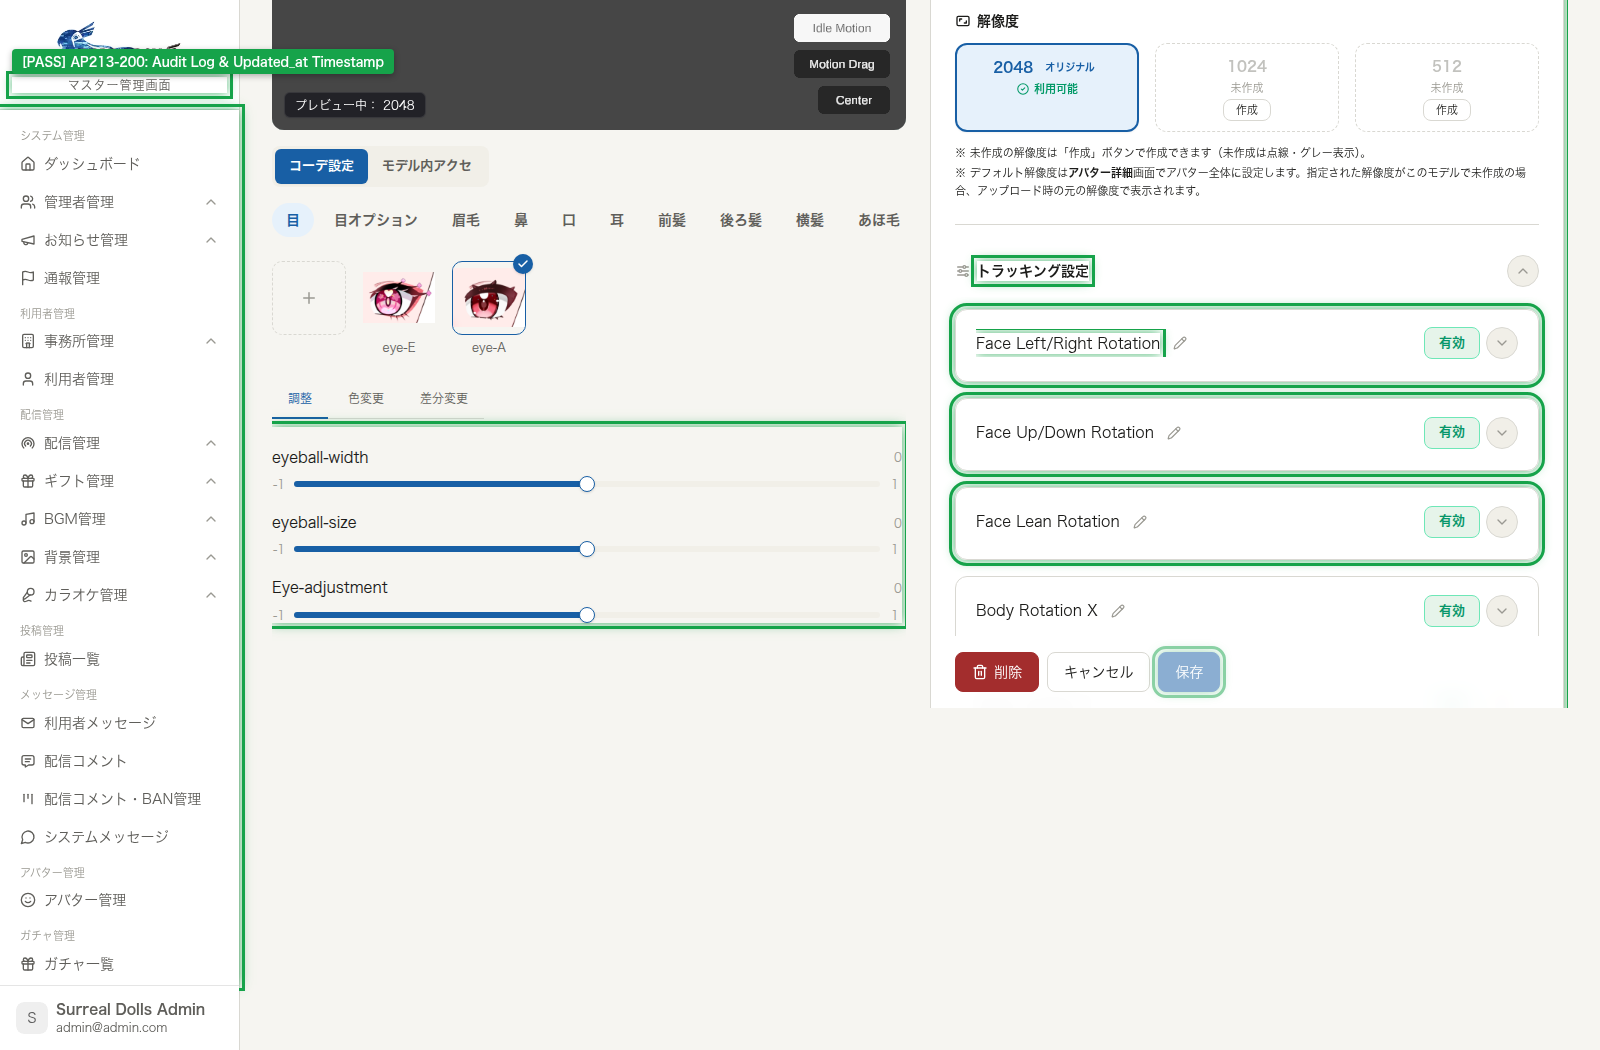 [PASS] AP213-200: Audit Log & Updated_at Timestamp
マスター管理画面
システム管理
ダッシュボード
管理者管理
お知らせ管理
通報管理
利用者管理
事務所管理
利用者管理
配信管理
配信管理
ギフト管理
BGM管理
背景管理
カラオケ管理
投稿管理
投稿一覧
メッセージ管理
利用者メッセージ
配信コメント
配信コメント・BAN管理
システムメッセージ
アバター管理
アバター管理
ガチャ管理
ガチャ一覧
S
Surreal Dolls Admin
admin@admin.com
Idle Motion
Motion Drag
Center
プレビュー中： 2048
コーデ設定 モデル内アクセ
目 目オプション 眉毛 鼻 口 耳 前髪 後ろ髪 横髪 あほ毛
+
eye-E eye-A
調整 色変更 差分変更
eyeball-width 0
-1 1
eyeball-size 0
-1 1
Eye-adjustment 0
-1 1
解像度
2048 オリジナル
利用可能
1024
未作成
作成
512
未作成
作成
※ 未作成の解像度は「作成」ボタンで作成できます（未作成は点線・グレー表示）。
※ デフォルト解像度はアバター詳細画面でアバター全体に設定します。指定された解像度がこのモデルで未作成の場
合、アップロード時の元の解像度で表示されます。
トラッキング設定
Face Left/Right Rotation 有効
Face Up/Down Rotation 有効
Face Lean Rotation 有効
Body Rotation X 有効
削除 キャンセル 保存